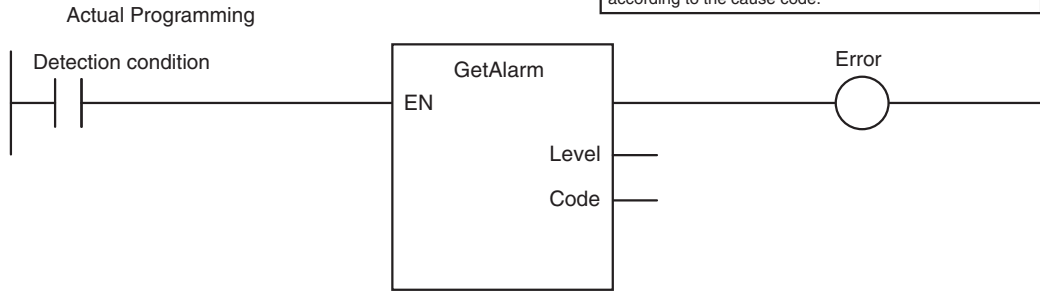 according to the cause code.
Actual Programming
Detection condition
GetAlarm
Error
EN
Level
Code